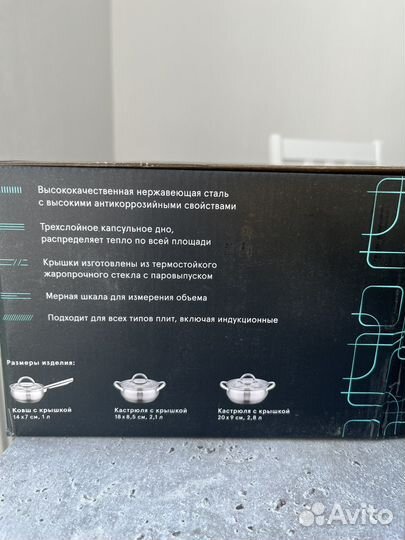 Высококачественная нержавеющая сталь
с высокими антикоррозийными свойствами
Трехслойное капсульное дно,
распределяет тепло по всей площади
Крышки изготовлены из термостойкого
жаропрочного стекла с паровыпуском
Мерная шкала для измерения объема
Подходит для всех типов плит, включая индукционные
Размеры изделия:
Ковш с крышкой
14 x 7 см, 1 л
Кастрюля с крышкой
18 x 8,5 см, 2,1 л
Кастрюля с крышкой
20 x 9 см, 2,8 л
Avito